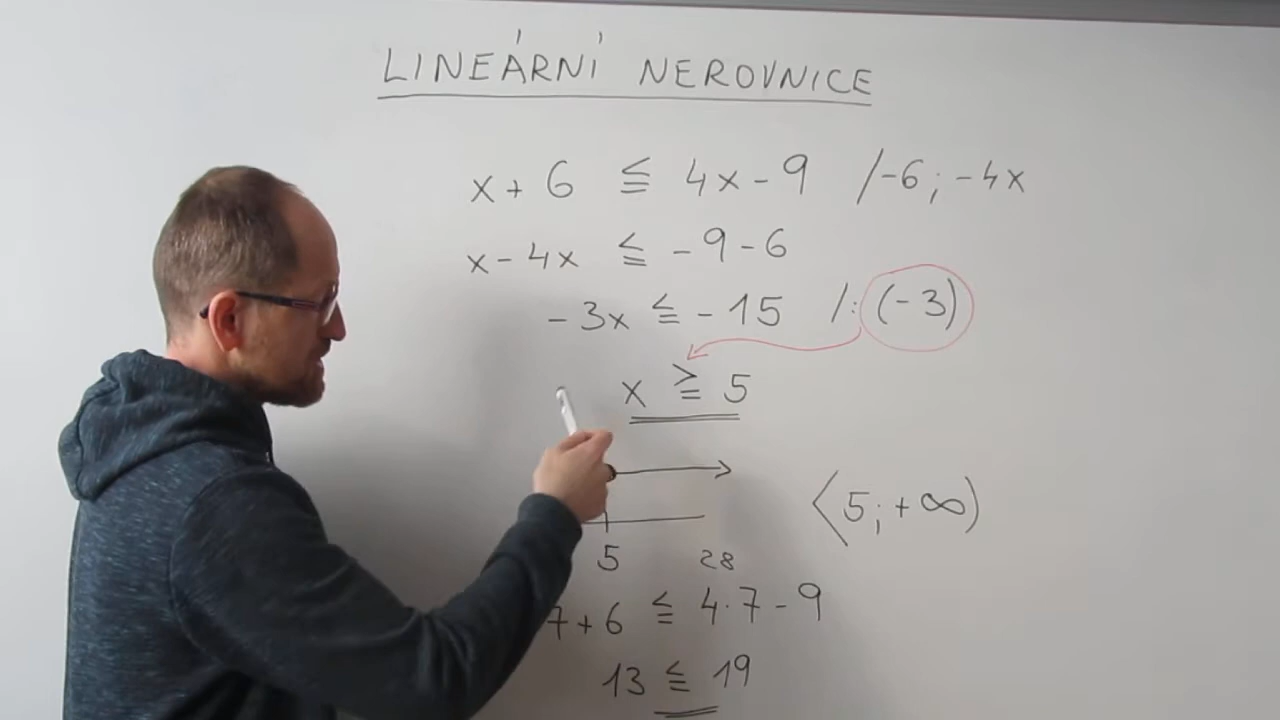 LINEÁRNÍ NEROVNICE
x + 6 ≦ 4x - 9 /-6; -4x
x - 4x ≦ -9 - 6
-3x ≦ -15 /: (-3)
x ≧ 5
⟨5; +∞)
5 28
7 + 6 ≦ 4·7 - 9
13 ≦ 19